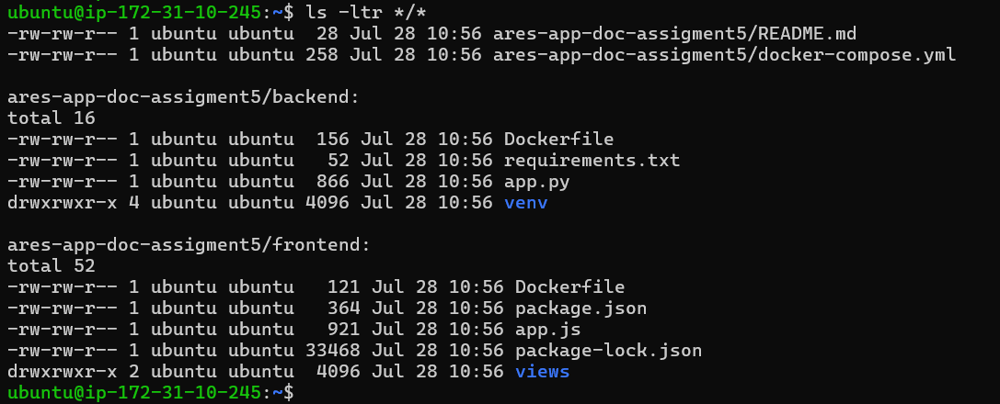 ubuntu@ip-172-31-10-245:~$ ls -ltr */*
-rw-rw-r-- 1 ubuntu ubuntu  28 Jul 28 10:56 ares-app-doc-assigment5/README.md
-rw-rw-r-- 1 ubuntu ubuntu 258 Jul 28 10:56 ares-app-doc-assigment5/docker-compose.yml

ares-app-doc-assigment5/backend:
total 16
-rw-rw-r-- 1 ubuntu ubuntu  156 Jul 28 10:56 Dockerfile
-rw-rw-r-- 1 ubuntu ubuntu   52 Jul 28 10:56 requirements.txt
-rw-rw-r-- 1 ubuntu ubuntu  866 Jul 28 10:56 app.py
drwxrwxr-x 4 ubuntu ubuntu 4096 Jul 28 10:56 venv

ares-app-doc-assigment5/frontend:
total 52
-rw-rw-r-- 1 ubuntu ubuntu   121 Jul 28 10:56 Dockerfile
-rw-rw-r-- 1 ubuntu ubuntu   364 Jul 28 10:56 package.json
-rw-rw-r-- 1 ubuntu ubuntu   921 Jul 28 10:56 app.js
-rw-rw-r-- 1 ubuntu ubuntu 33468 Jul 28 10:56 package-lock.json
drwxrwxr-x 2 ubuntu ubuntu  4096 Jul 28 10:56 views
ubuntu@ip-172-31-10-245:~$